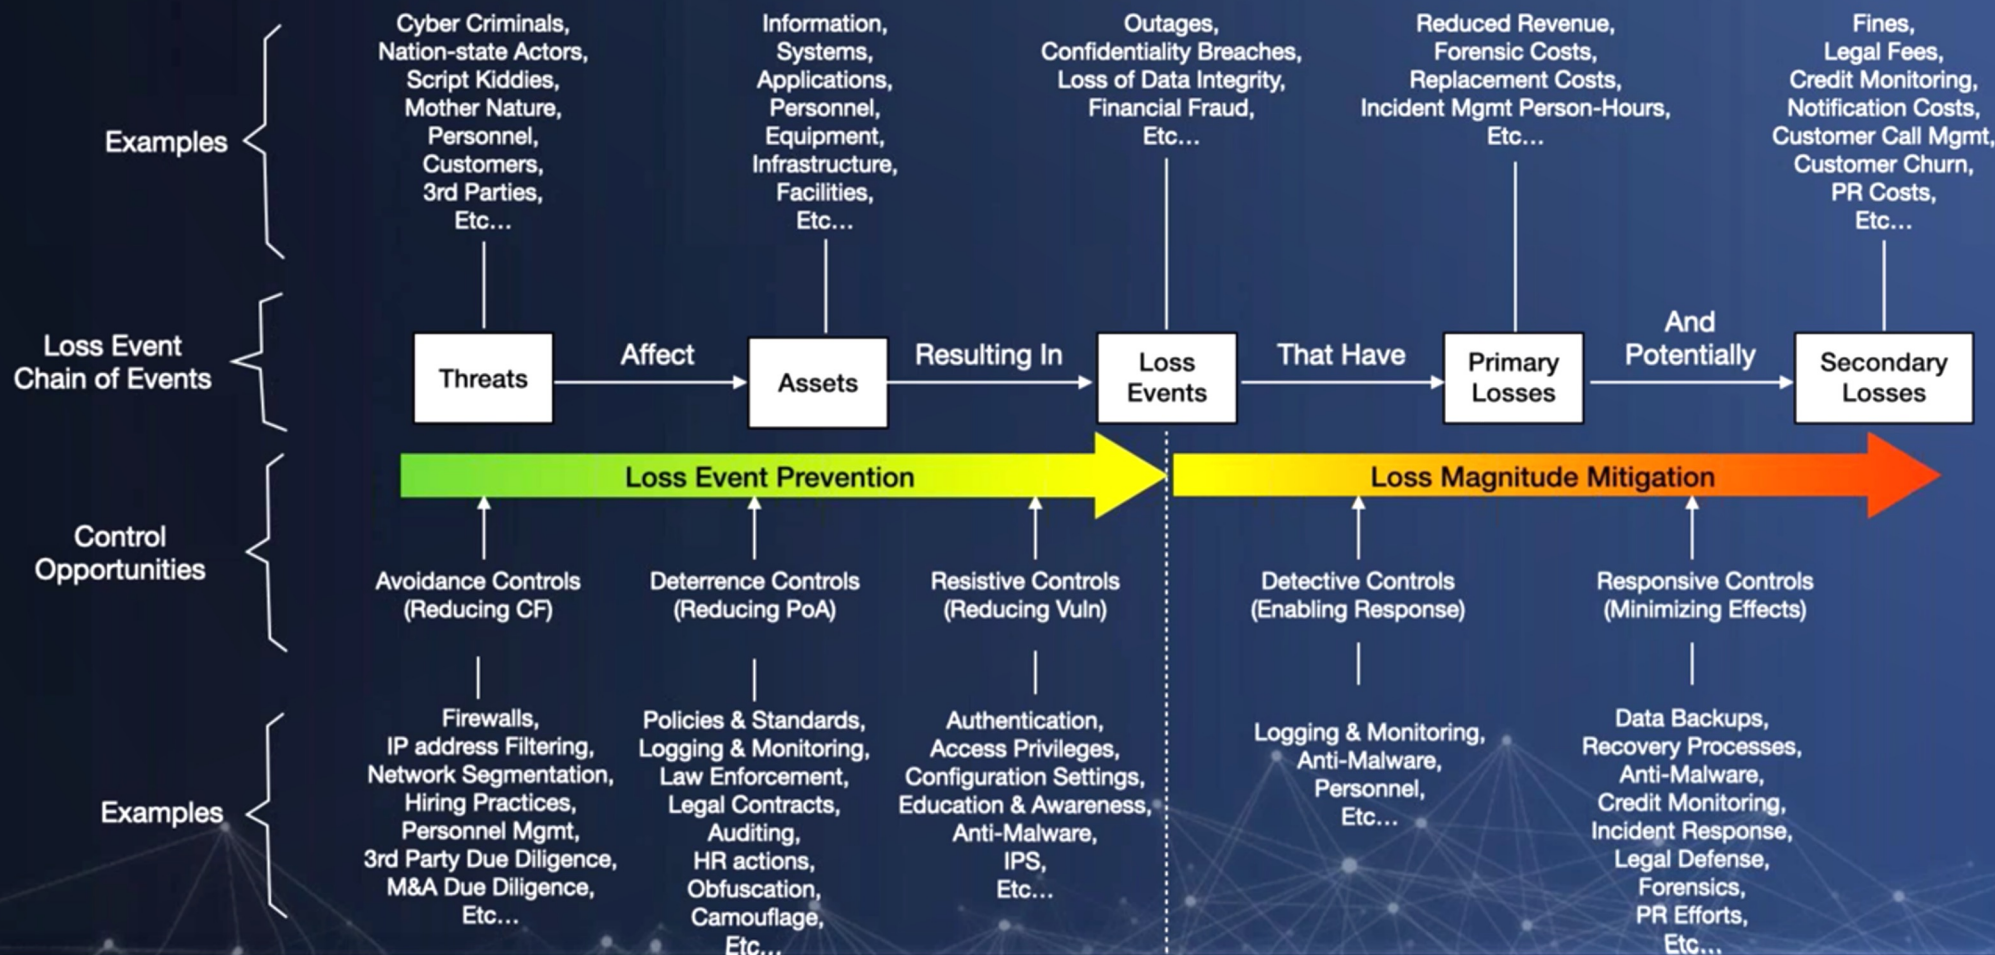 Examples
Cyber Criminals,
Nation-state Actors,
Script Kiddies,
Mother Nature,
Personnel,
Customers,
3rd Parties,
Etc...
Information,
Systems,
Applications,
Personnel,
Equipment,
Infrastructure,
Facilities,
Etc...
Outages,
Confidentiality Breaches,
Loss of Data Integrity,
Financial Fraud,
Etc...
Reduced Revenue,
Forensic Costs,
Replacement Costs,
Incident Mgmt Person-Hours,
Etc...
Fines,
Legal Fees,
Credit Monitoring,
Notification Costs,
Customer Call Mgmt,
Customer Churn,
PR Costs,
Etc...
Loss Event
Chain of Events
Threats
Affect
Assets
Resulting In
Loss
Events
That Have
Primary
Losses
And
Potentially
Secondary
Losses
Loss Event Prevention
Loss Magnitude Mitigation
Control
Opportunities
Avoidance Controls
(Reducing CF)
Deterrence Controls
(Reducing PoA)
Resistive Controls
(Reducing Vuln)
Detective Controls
(Enabling Response)
Responsive Controls
(Minimizing Effects)
Examples
Firewalls,
IP address Filtering,
Network Segmentation,
Hiring Practices,
Personnel Mgmt,
3rd Party Due Diligence,
M&A Due Diligence,
Etc...
Policies & Standards,
Logging & Monitoring,
Law Enforcement,
Legal Contracts,
Auditing,
HR actions,
Obfuscation,
Camouflage,
Etc...
Authentication,
Access Privileges,
Configuration Settings,
Education & Awareness,
Anti-Malware,
IPS,
Etc...
Logging & Monitoring,
Anti-Malware,
Personnel,
Etc...
Data Backups,
Recovery Processes,
Anti-Malware,
Credit Monitoring,
Incident Response,
Legal Defense,
Forensics,
PR Efforts,
Etc...